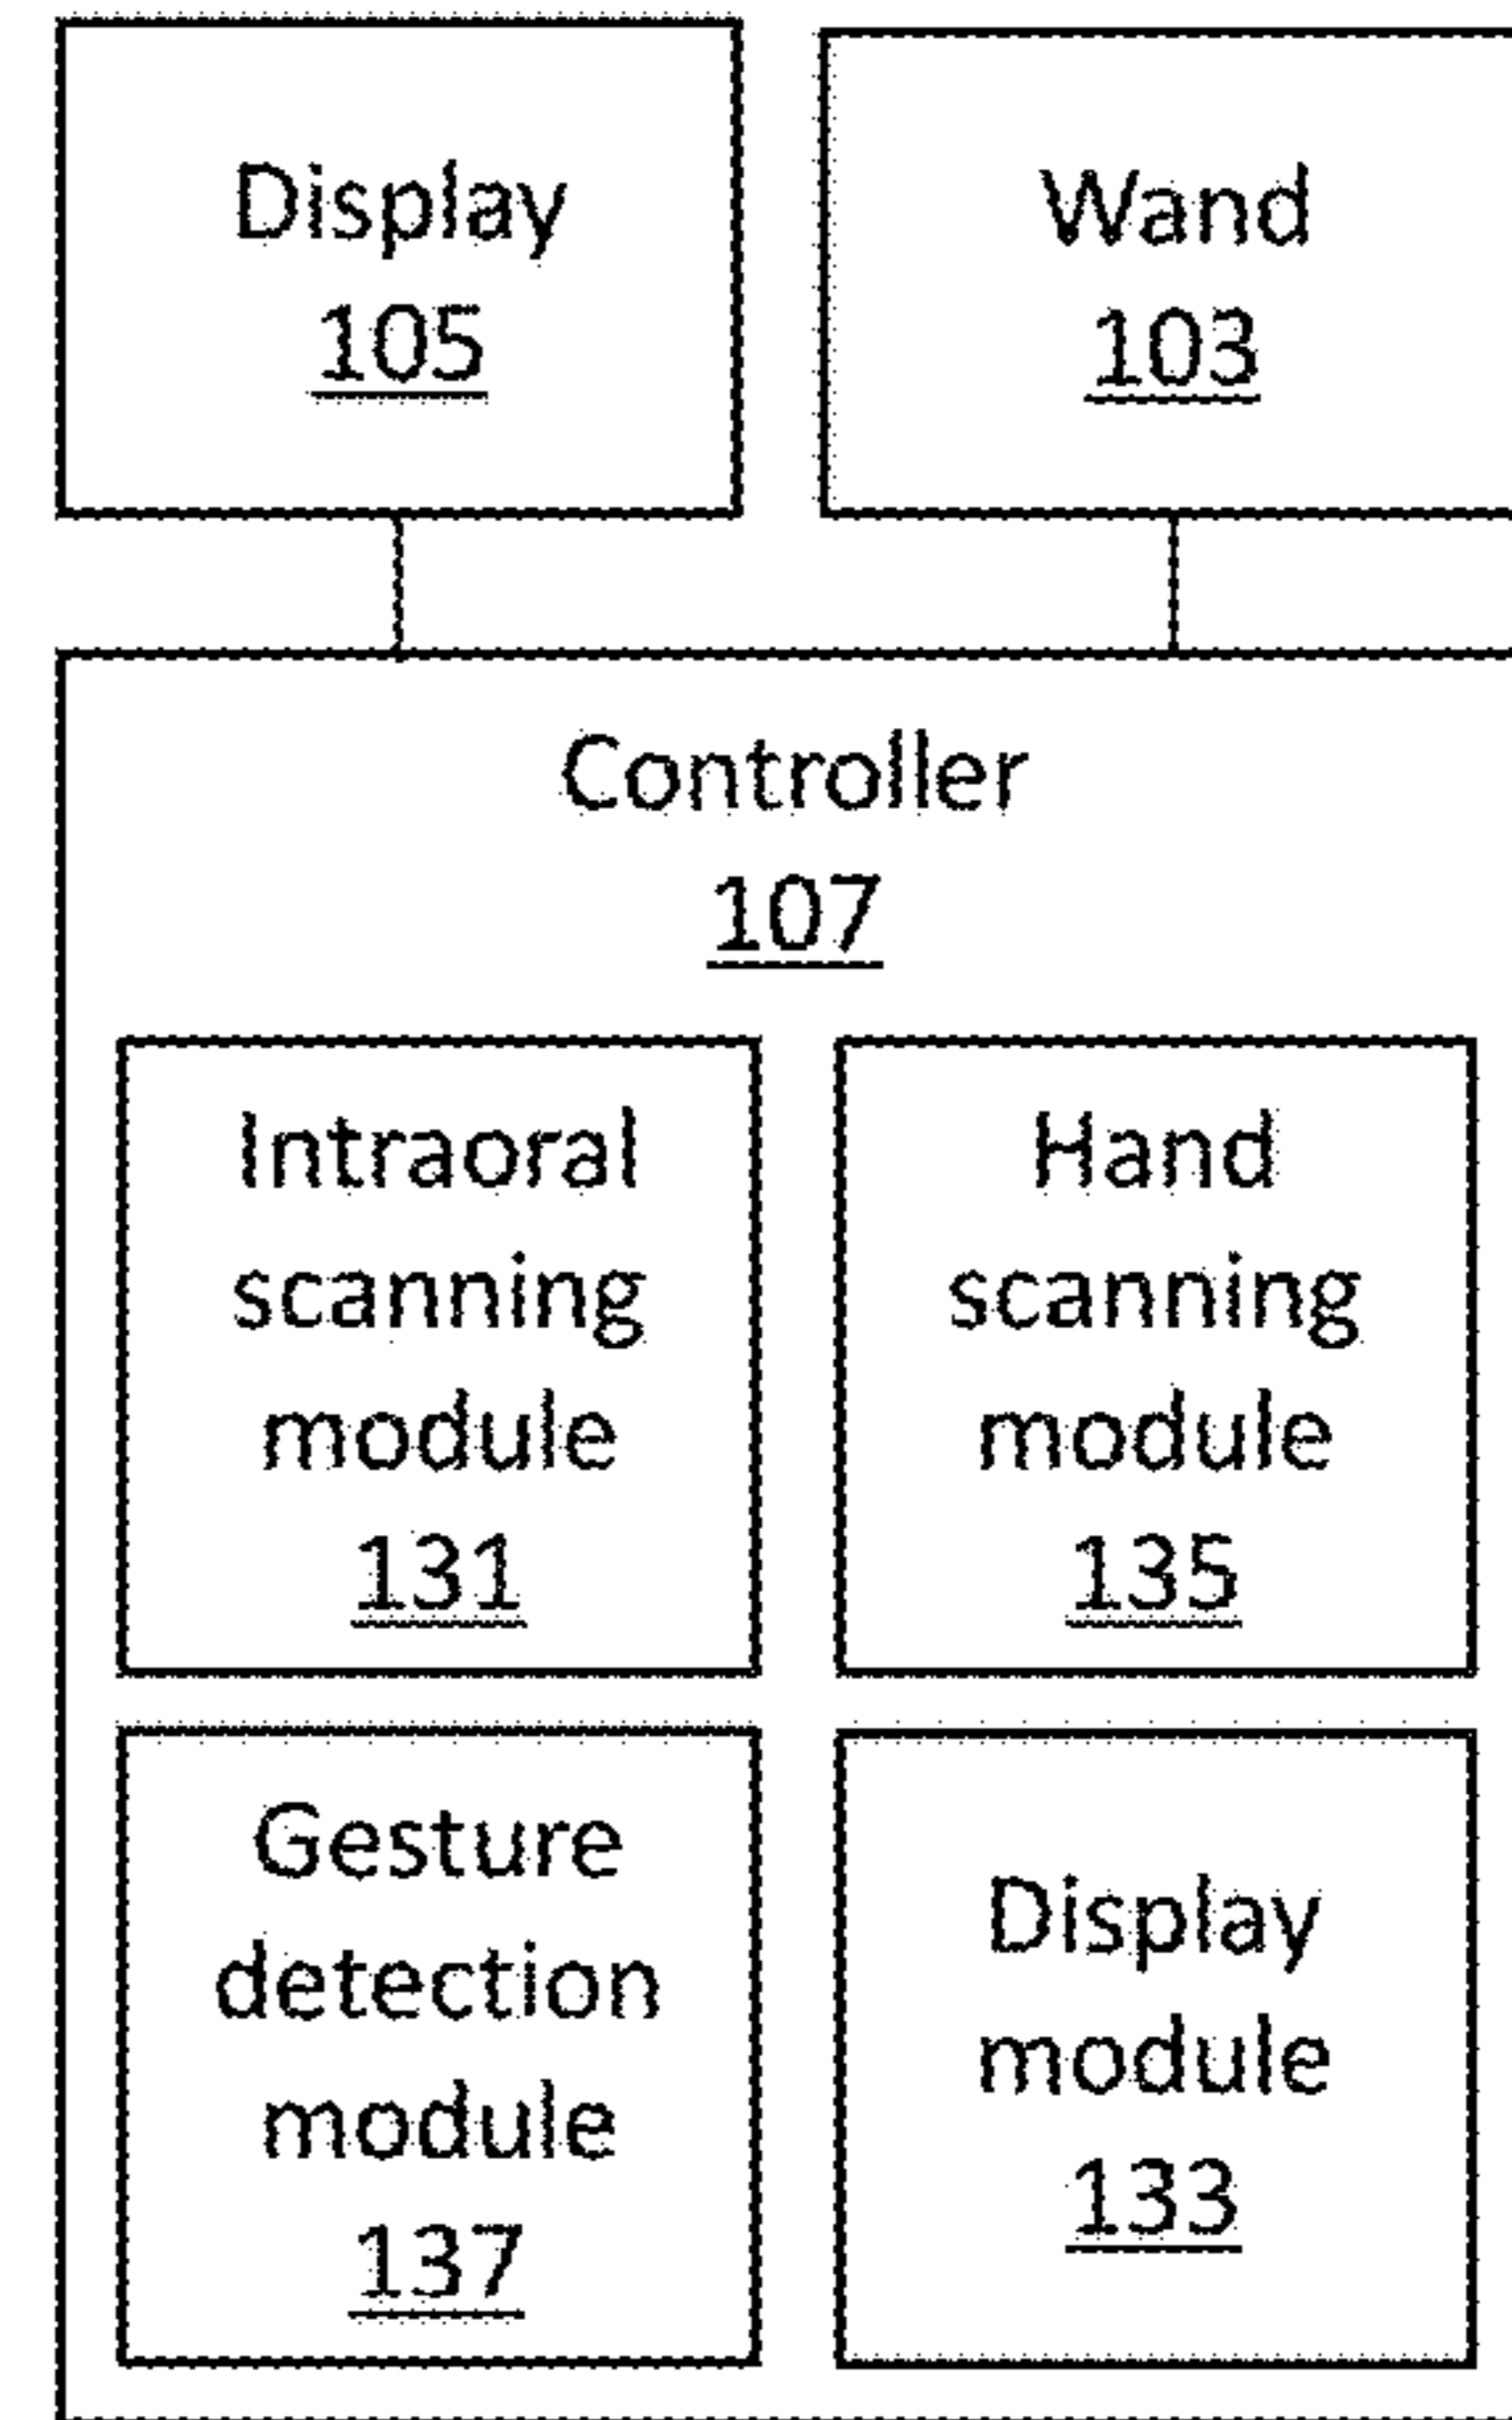 Display
105
Wand
103
Controller
107
Intraoral
scanning
module
131
Hand
scanning
module
135
Gesture
detection
module
137
Display
module
133